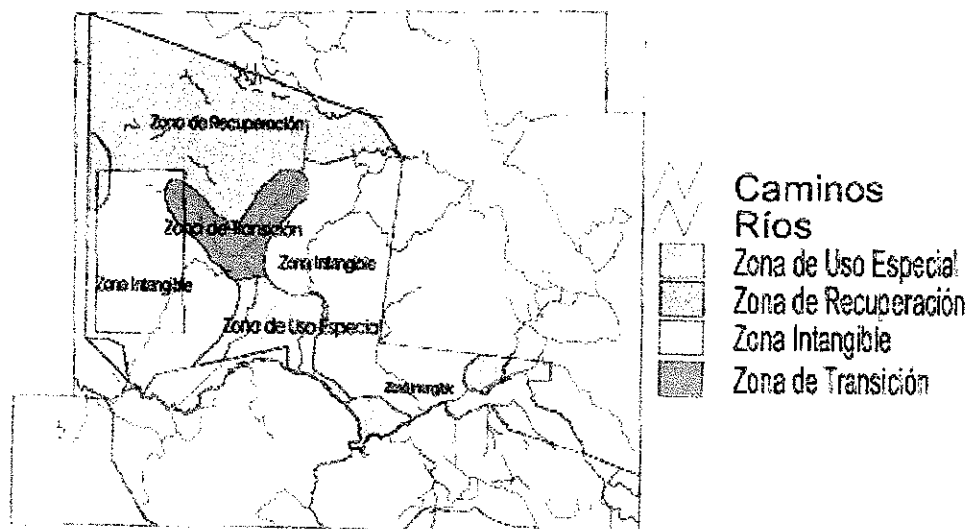 Zona de Recuperación
Zona de Transición
Zona Intangible
Zona Intangible
Zona de Uso Especial
Zona Intangible
Caminos
Ríos
Zona de Uso Especial
Zona de Recuperación
Zona Intangible
Zona de Transición